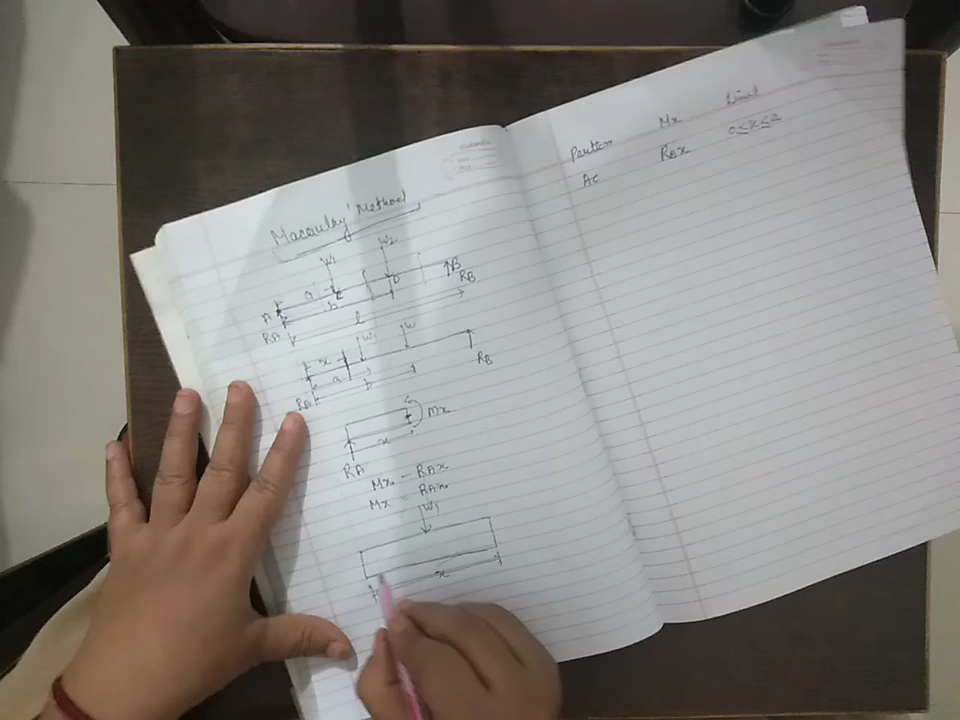 Macaulay' Method
W1 W2
a C D B
A b RB
RA l
x W1 W
a RB
RA b
Mx
x
RA
Mx - RAx
Mx - RAx
W1
x
Portion Mx Limit
AC RAx 0≤x≤a